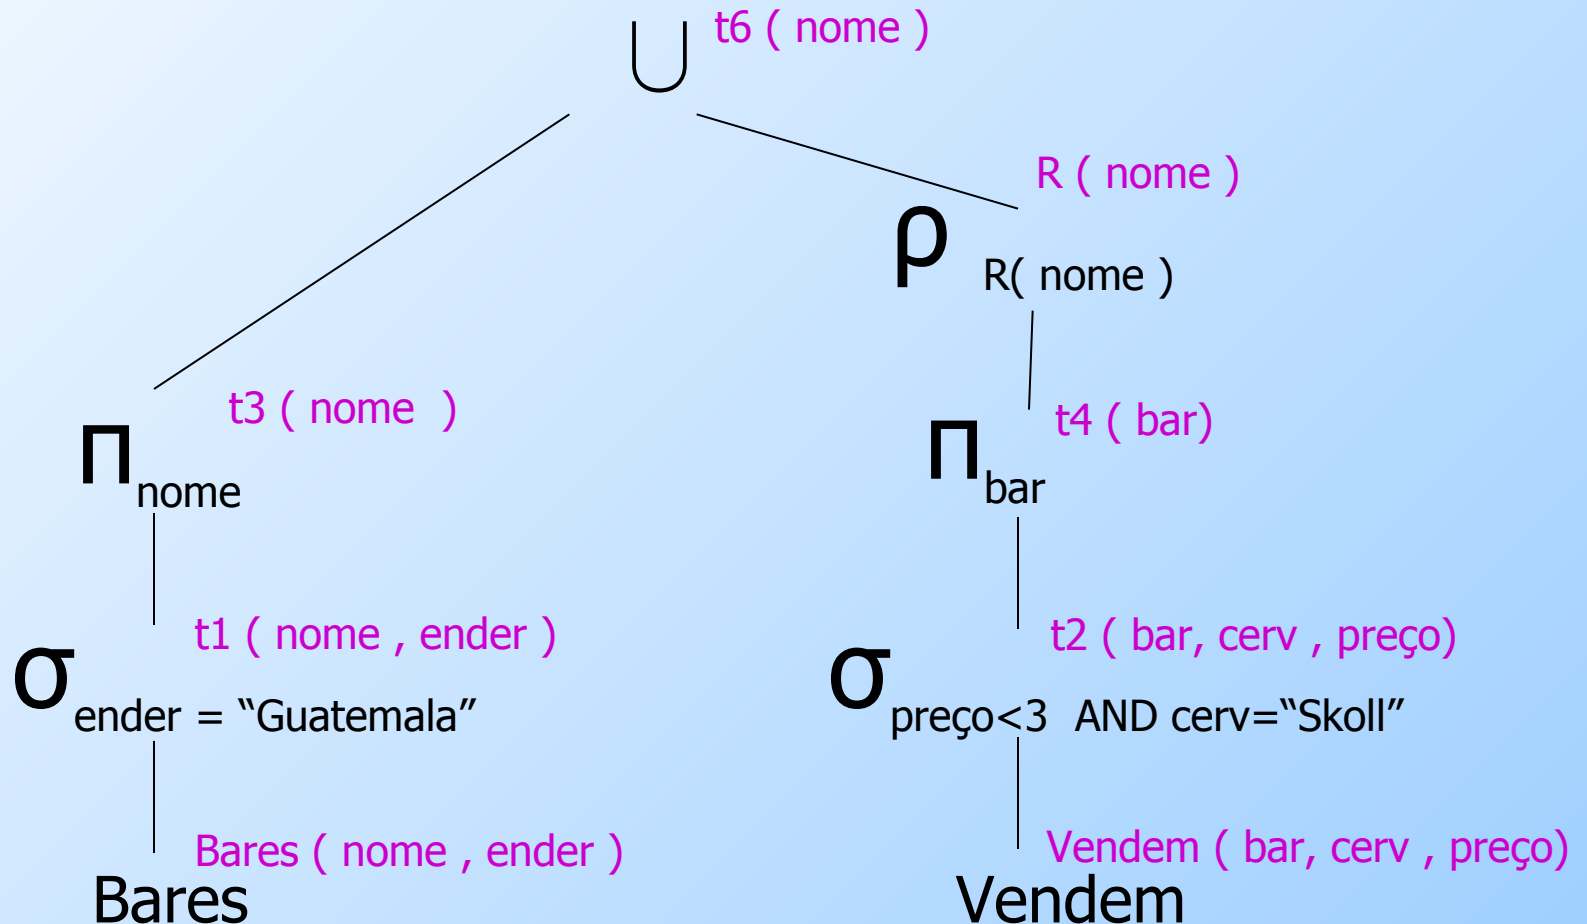 ⋃ t6 ( nome )
R ( nome )
ρ R( nome )
t3 ( nome )
π nome
t4 ( bar)
π bar
t1 ( nome , ender )
σ ender = “Guatemala”
t2 ( bar, cerv , preço)
σ preço<3 AND cerv=“Skoll”
Bares ( nome , ender )
Bares
Vendem ( bar, cerv , preço)
Vendem